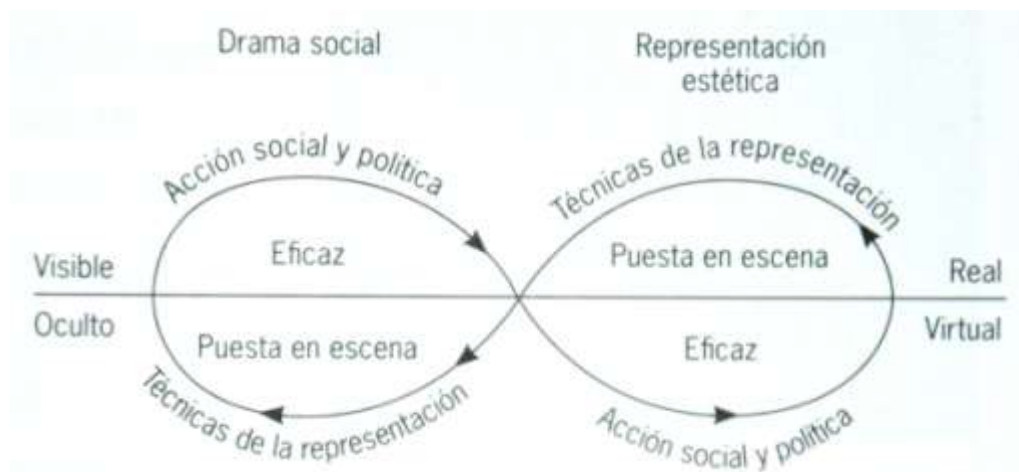 Drama social
Representación
estética
Acción social y política
Técnicas de la representación
Eficaz
Puesta en escena
Visible
Real
Oculto
Virtual
Puesta en escena
Eficaz
Técnicas de la representación
Acción social y política